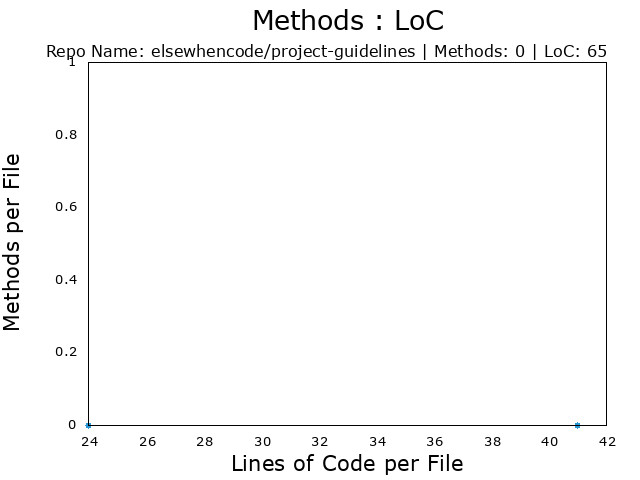 Methods : LoC
Repo Name: elsewhencode/project-guidelines | Methods: 0 | LoC: 65
1
0.8
0.6
0.4
0.2
0
Methods per File
24 26 28 30 32 34 36 38 40 42
Lines of Code per File